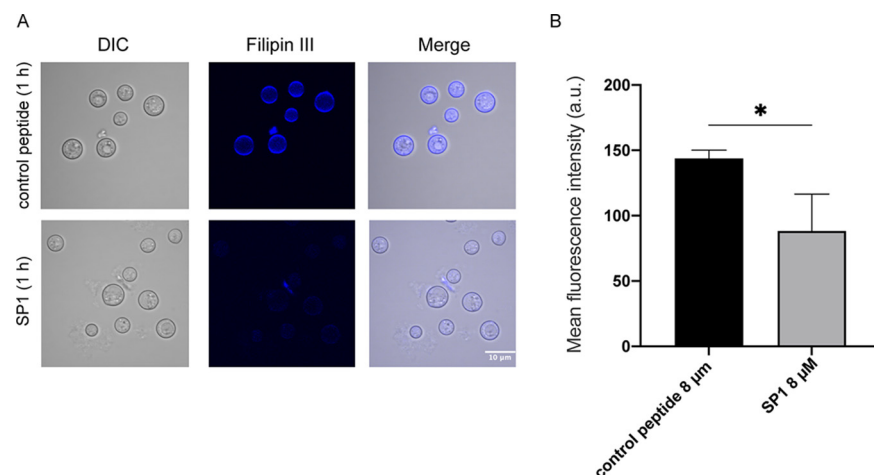 A
DIC
Filipin III
Merge
control peptide (1 h)
SP1 (1 h)
10 µm
B
Mean fluorescence intensity (a.u.)
200
150
100
50
0
*
control peptide 8 µm
SP1 8 µM